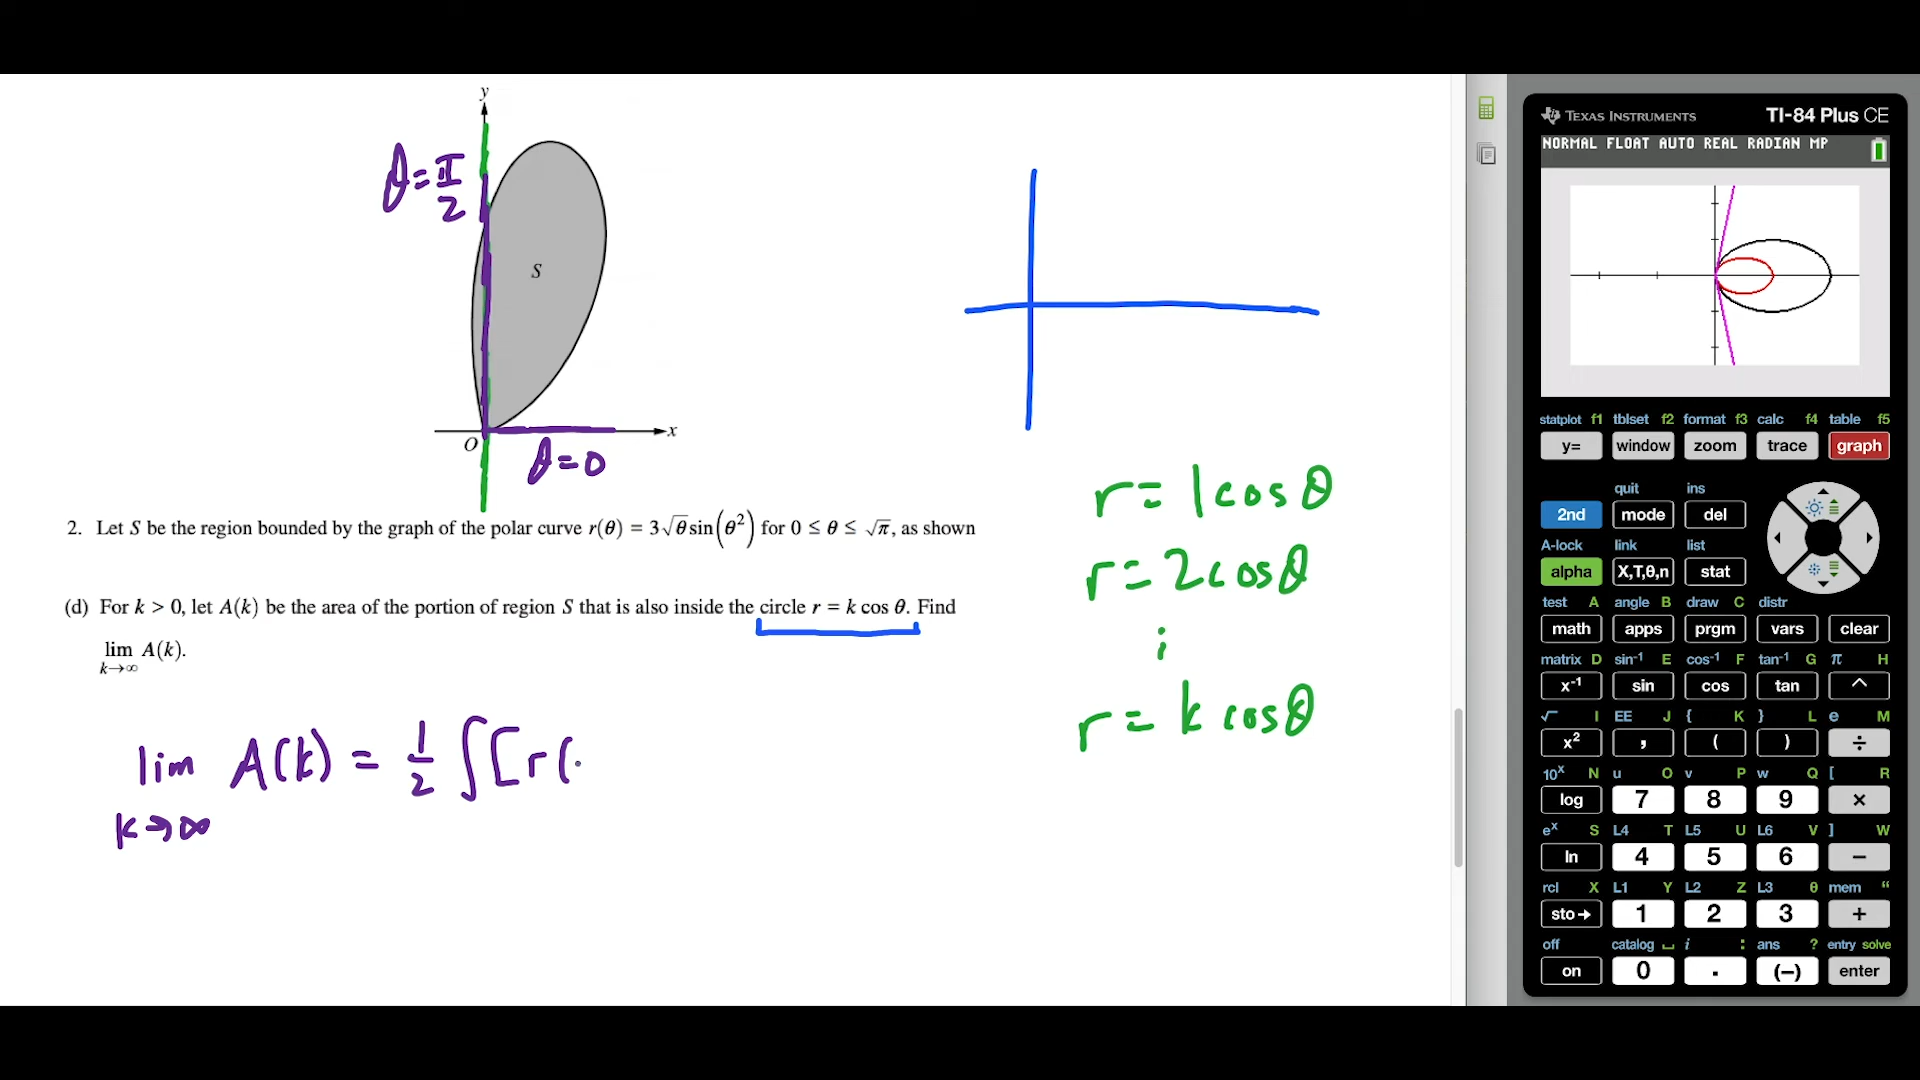 y
θ = π/2
S
O
x
θ = 0
2. Let S be the region bounded by the graph of the polar curve r(θ) = 3√θ sin(θ²) for 0 ≤ θ ≤ √π, as shown
(d) For k > 0, let A(k) be the area of the portion of region S that is also inside the circle r = k cos θ. Find
lim A(k).
k→∞
lim A(k) = 1/2 ∫ [r(
k→∞
r = 1cosθ
r = 2cosθ
⋮
r = k cosθ
TEXAS INSTRUMENTS TI-84 Plus CE
NORMAL FLOAT AUTO REAL RADIAN MP
statplot f1 tblset f2 format f3 calc f4 table f5
y= window zoom trace graph
quit ins
2nd mode del
A-lock link list
alpha X,T,θ,n stat
test A angle B draw C distr
math apps prgm vars clear
matrix D sin⁻¹ E cos⁻¹ F tan⁻¹ G π H
x⁻¹ sin cos tan ^
√ I EE J { K } L e M
x² , ( ) ÷
10ˣ N u O v P w Q [ R
log 7 8 9 ×
eˣ S L4 T L5 U L6 V ] W
ln 4 5 6 −
rcl X L1 Y L2 Z L3 θ mem “
sto→ 1 2 3 +
off catalog ⎵ i : ans ? entry solve
on 0 . (−) enter